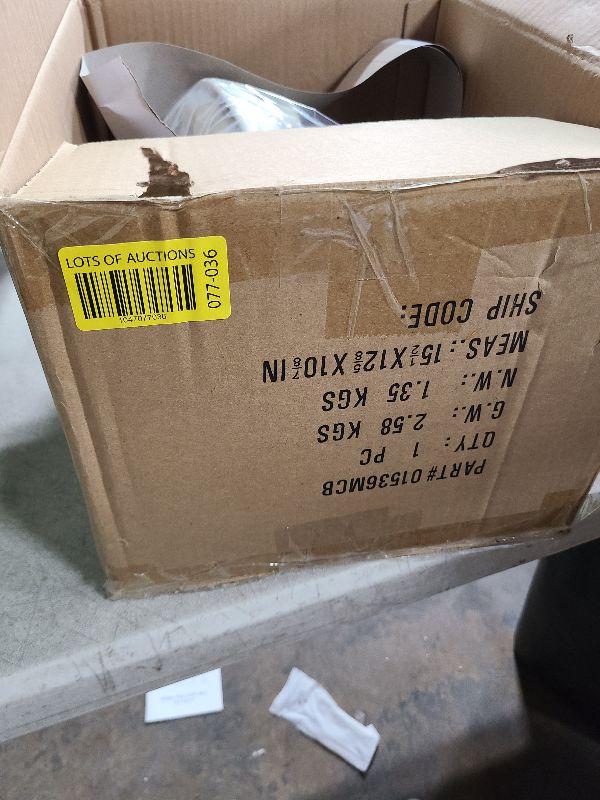 LOTS OF AUCTIONS
077-036
1047077036
PART# 01536MCB
QTY: 1 PC
G.W.: 2.58 KGS
N.W.: 1.35 KGS
MEAS.: 15½X12⅝X10⅞IN
SHIP CODE: